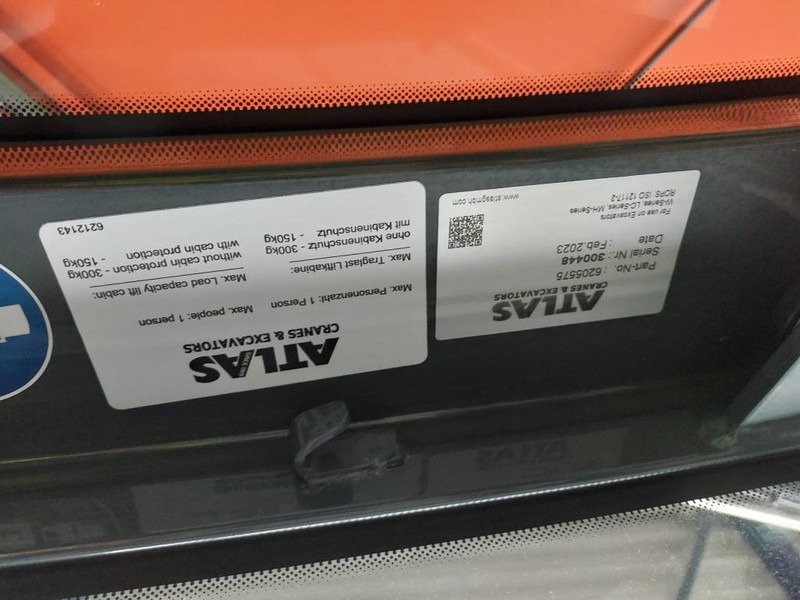 ATLAS
SINCE 1919
CRANES & EXCAVATORS
Max. Personenzahl: 1 Person
Max. Traglast Liftkabine:
ohne Kabinenschutz - 300kg
mit Kabinenschutz - 150kg
Max. people: 1 person
Max. Load capacity lift cabin:
without cabin protection - 300kg
with cabin protection - 150kg
6212143
ATLAS
CRANES & EXCAVATORS
Part-No. : 6205575
Serial Nr.: 300448
Date : Feb.2023
For use on Excavators
W-Series, LC-Series, MH-Series
ROPS: ISO 12117-2
www.atlasgmbh.com